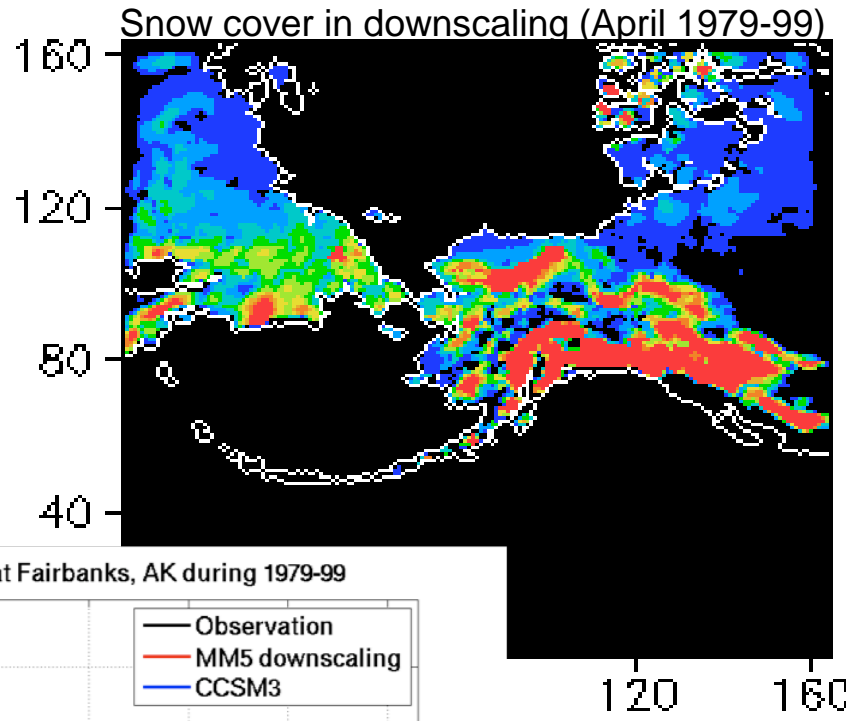 Snow cover in downscaling (April 1979-99)
160
120
80
40
at Fairbanks, AK during 1979-99
Observation
MM5 downscaling
CCSM3
120 160